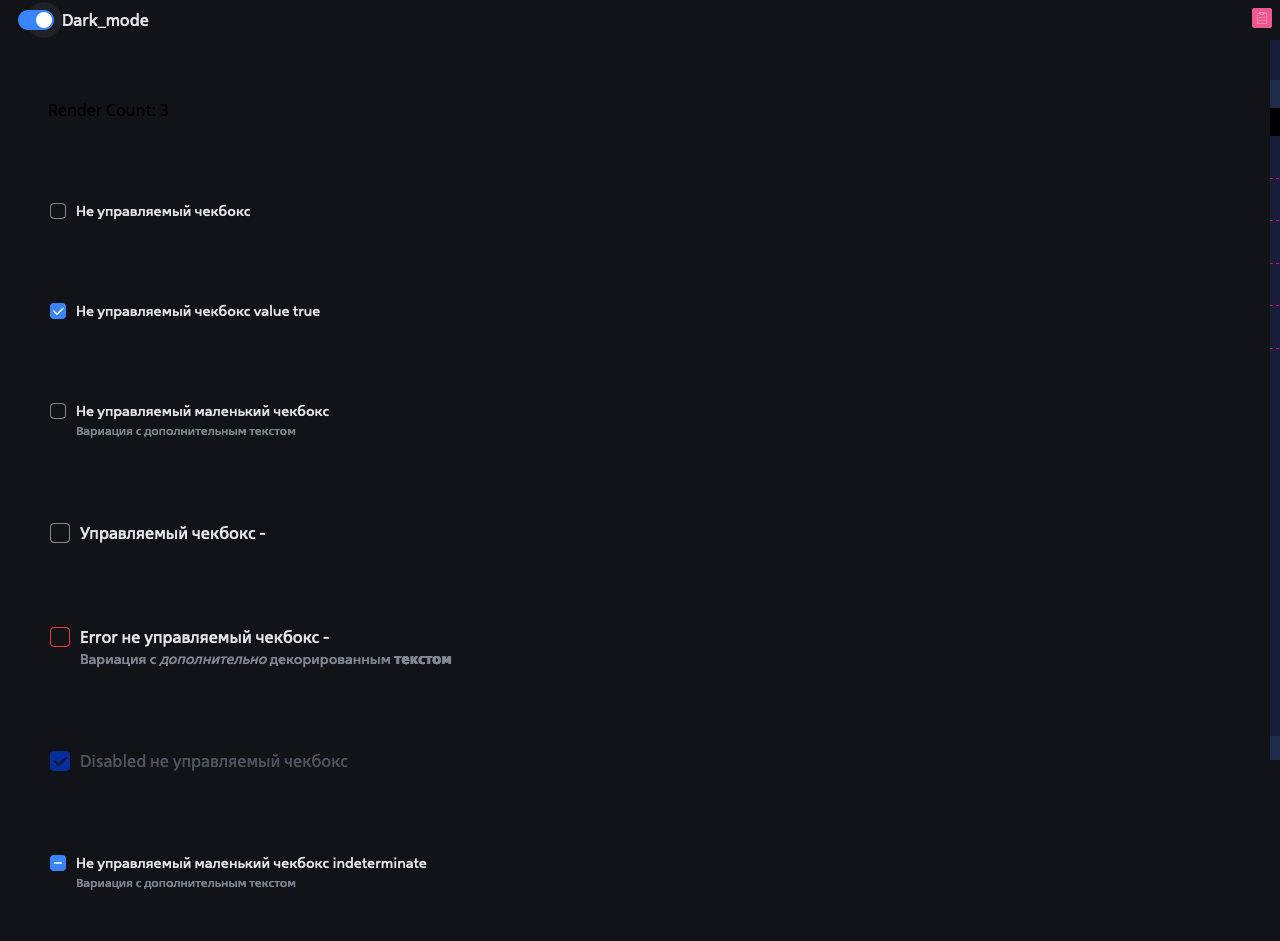 Dark_mode
Render Count: 3
Не управляемый чекбокс
Не управляемый чекбокс value true
Не управляемый маленький чекбокс
Вариация с дополнительным текстом
Управляемый чекбокс -
Error не управляемый чекбокс -
Вариация с дополнительно декорированным текстом
Disabled не управляемый чекбокс
Не управляемый маленький чекбокс indeterminate
Вариация с дополнительным текстом